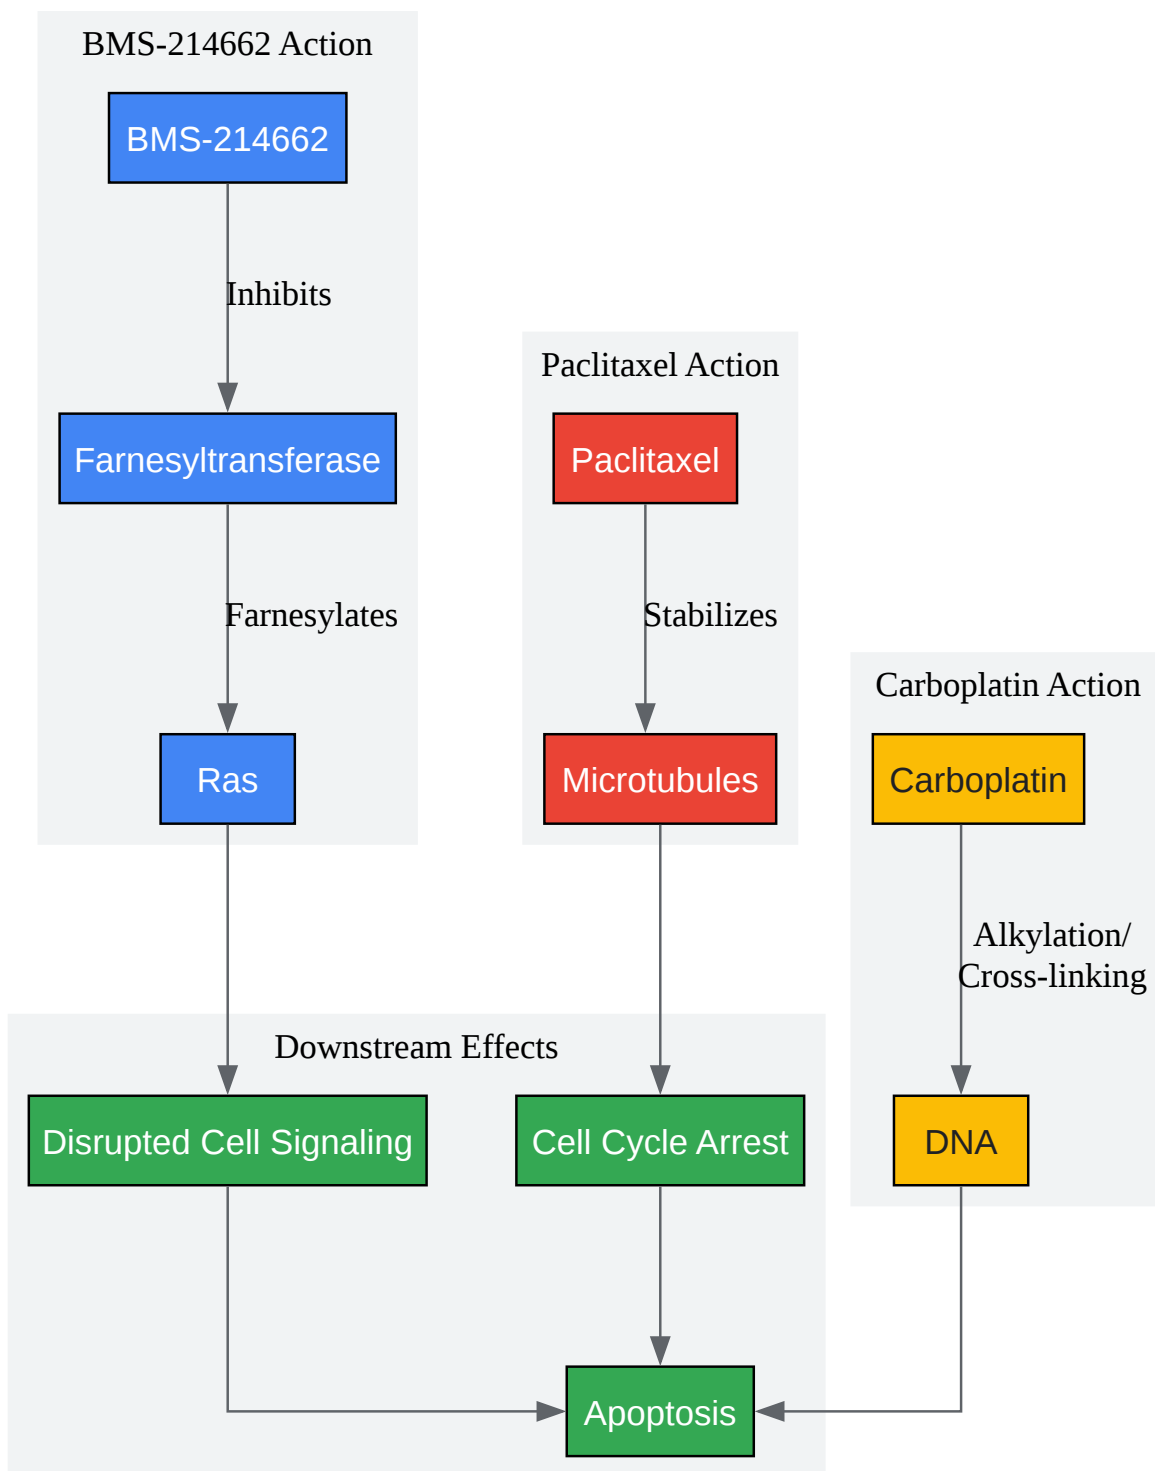 BMS-214662 Action
BMS-214662
Inhibits
Farnesyltransferase
Farnesylates
Ras
Paclitaxel Action
Paclitaxel
Stabilizes
Microtubules
Carboplatin Action
Carboplatin
Alkylation/
Cross-linking
DNA
Downstream Effects
Disrupted Cell Signaling
Cell Cycle Arrest
Apoptosis